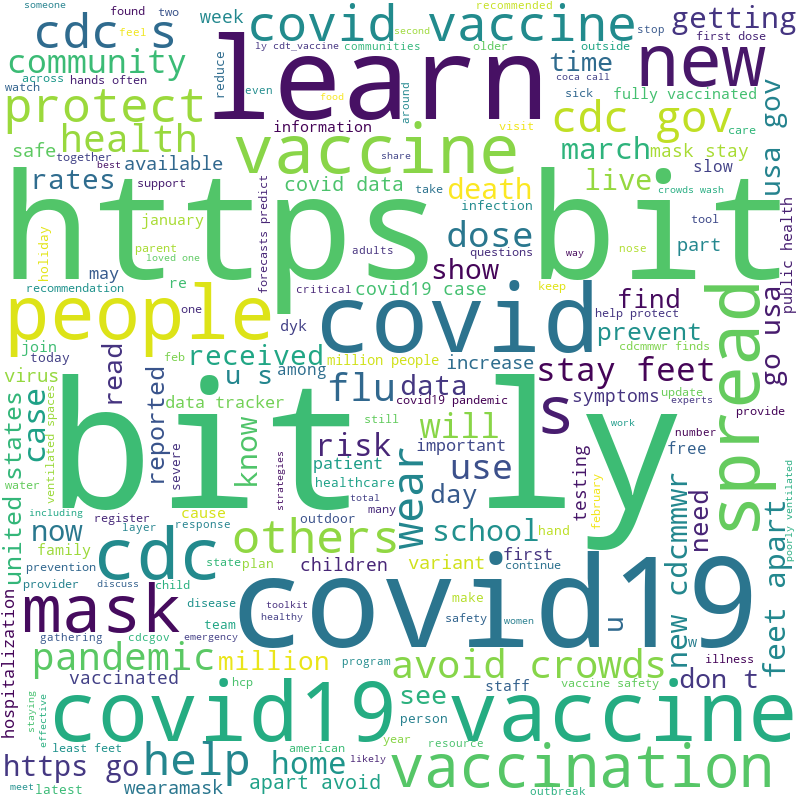 someone found two
cdc s feel week covid vaccine recommended second getting
ly cdt_vaccine communities older outside stop first dose
community across hands often reduce learn time new
watch even coca call sick fully vaccinated
protect food around cdc gov care usa gov
health information visit
safe together best available vaccine share march mask stay
rates support covid data take death live crowds wash slow
https bit infection tool
january dose nose part public health
holiday parent loved one forecasts predict adults questions way
may re critical show keep find
recommendation people one covid19 case covid help protect spread go usa
dyk cdcmmwr finds prevent
join today feb received million people increase stay feet
virus read u s among data update
case reported data tracker flu covid19 pandemic s symptoms experts provide
ventilated spaces bit ly still will work number
united states know risk important free
water severe strategies patient wear use testing
including cause healthcare day february poorly ventilated
register layer response total many outdoor school hand need new cdcmmwr
now others
family state plan children variant first continue feet apart
prevention cdc
provider discuss child disease toolkit healthy make covid19
hospitalization mask team emergency safety women u
gathering cdcgov w illness
pandemic million program avoid crowds don t
vaccinated hcp see staff vaccine safety
staying effective covid19 person vaccine
least feet american year resource
https go help home likely vaccination
meet latest wearamask apart avoid outbreak